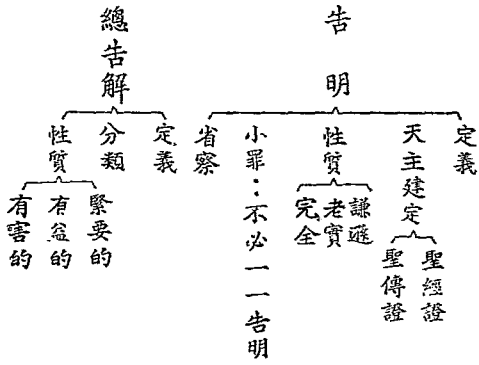 告明
定義
天主建定
聖經證
聖傳證
性質
謙遜
老實
完全
小罪：不必一一告明
省察
總告解
定義
分類
性質
緊要的
有益的
有害的